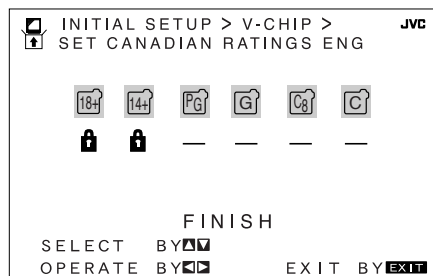 INITIAL SETUP > V-CHIP > JVC
SET CANADIAN RATINGS ENG
18+ 14+ PG G C8 C
— — — —
FINISH
SELECT BY▲▼
OPERATE BY◀▶ EXIT BY EXIT